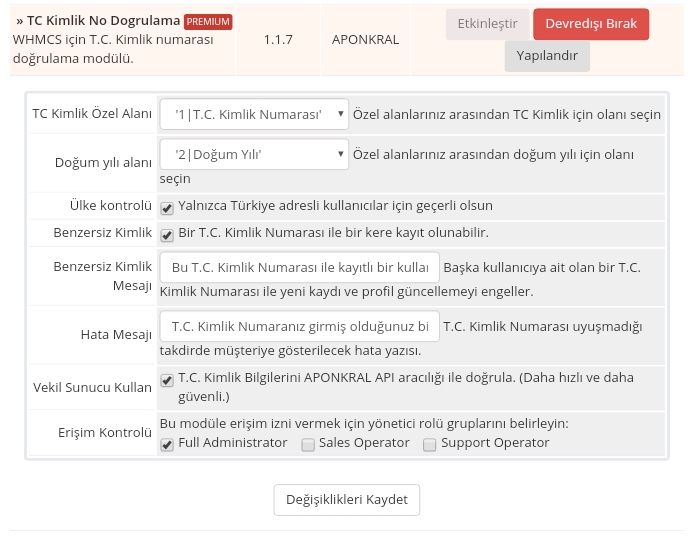 » TC Kimlik No Dogrulama PREMIUM
WHMCS için T.C. Kimlik numarası
doğrulama modülü.
1.1.7
APONKRAL
Etkinleştir
Devredışı Bırak
Yapılandır
TC Kimlik Özel Alanı
'1|T.C. Kimlik Numarası'
Özel alanlarınız arasından TC Kimlik için olanı seçin
Doğum yılı alanı
'2|Doğum Yılı'
Özel alanlarınız arasından doğum yılı için olanı
seçin
Ülke kontrolü
Yalnızca Türkiye adresli kullanıcılar için geçerli olsun
Benzersiz Kimlik
Bir T.C. Kimlik Numarası ile bir kere kayıt olunabilir.
Benzersiz Kimlik
Mesajı
Bu T.C. Kimlik Numarası ile kayıtlı bir kullaı
Başka kullanıcıya ait olan bir T.C.
Kimlik Numarası ile yeni kaydı ve profil güncellemeyi engeller.
Hata Mesajı
T.C. Kimlik Numaranız girmiş olduğunuz bi
T.C. Kimlik Numarası uyuşmadığı
takdirde müşteriye gösterilecek hata yazısı.
Vekil Sunucu Kullan
T.C. Kimlik Bilgilerini APONKRAL API aracılığı ile doğrula. (Daha hızlı ve daha
güvenli.)
Erişim Kontrolü
Bu modüle erişim izni vermek için yönetici rolü gruplarını belirleyin:
Full Administrator
Sales Operator
Support Operator
Değişiklikleri Kaydet